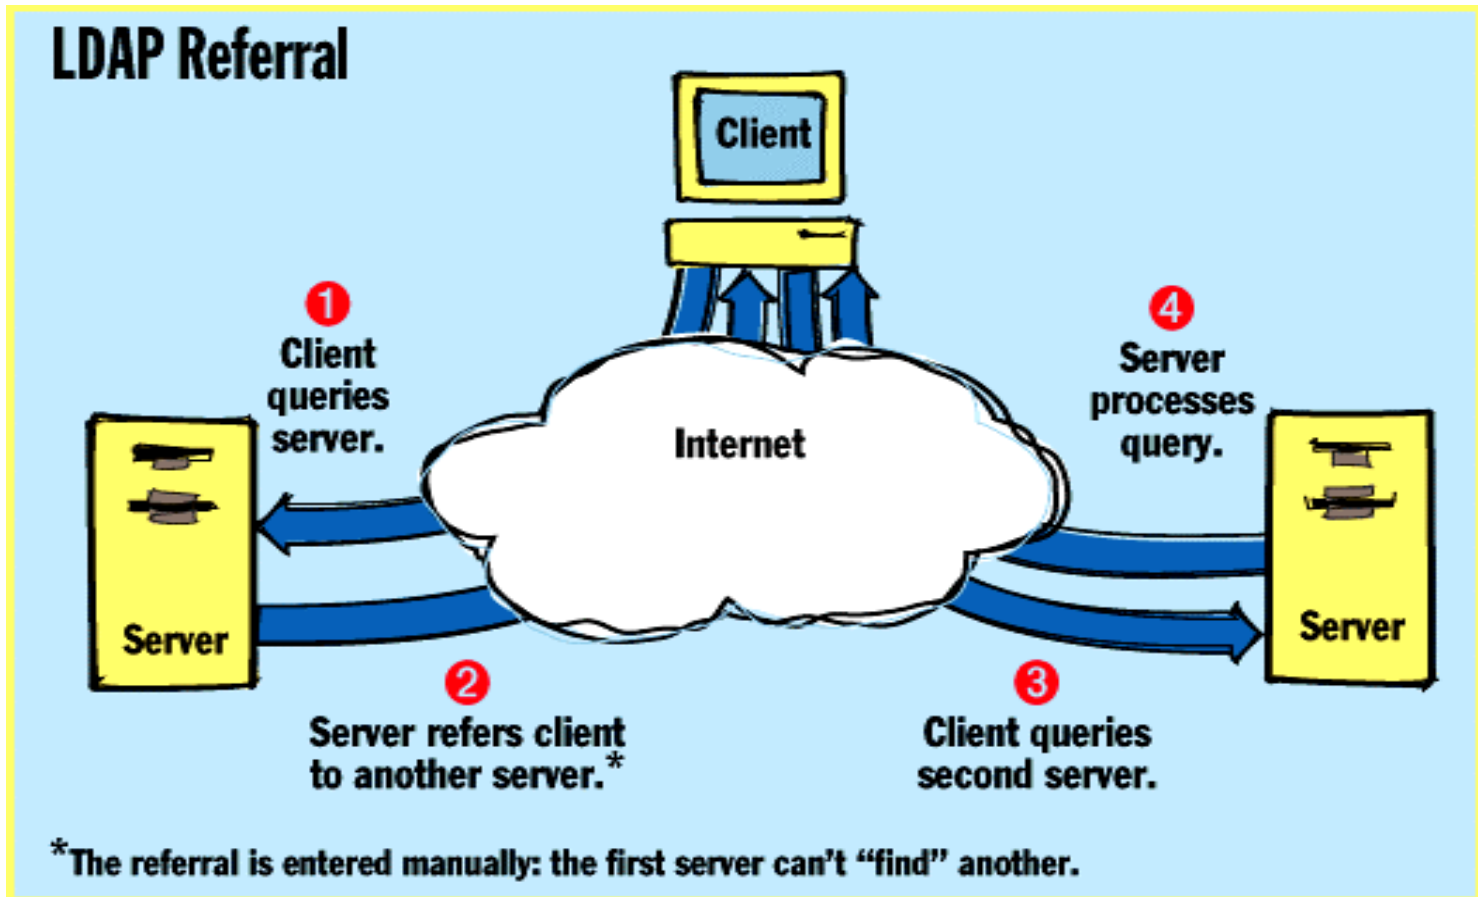 LDAP Referral
Client
1
Client
queries
server.
4
Server
processes
query.
Internet
Server
Server
2
Server refers client
to another server.*
3
Client queries
second server.
*The referral is entered manually: the first server can't “find” another.